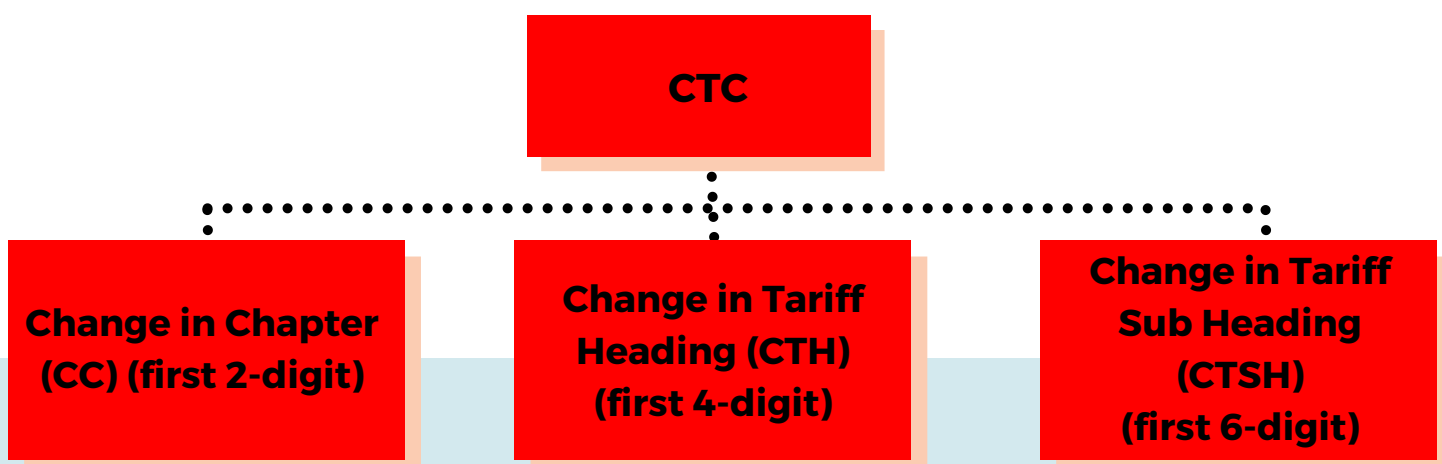 CTC
Change in Chapter
(CC) (first 2-digit)
Change in Tariff
Heading (CTH)
(first 4-digit)
Change in Tariff
Sub Heading
(CTSH)
(first 6-digit)